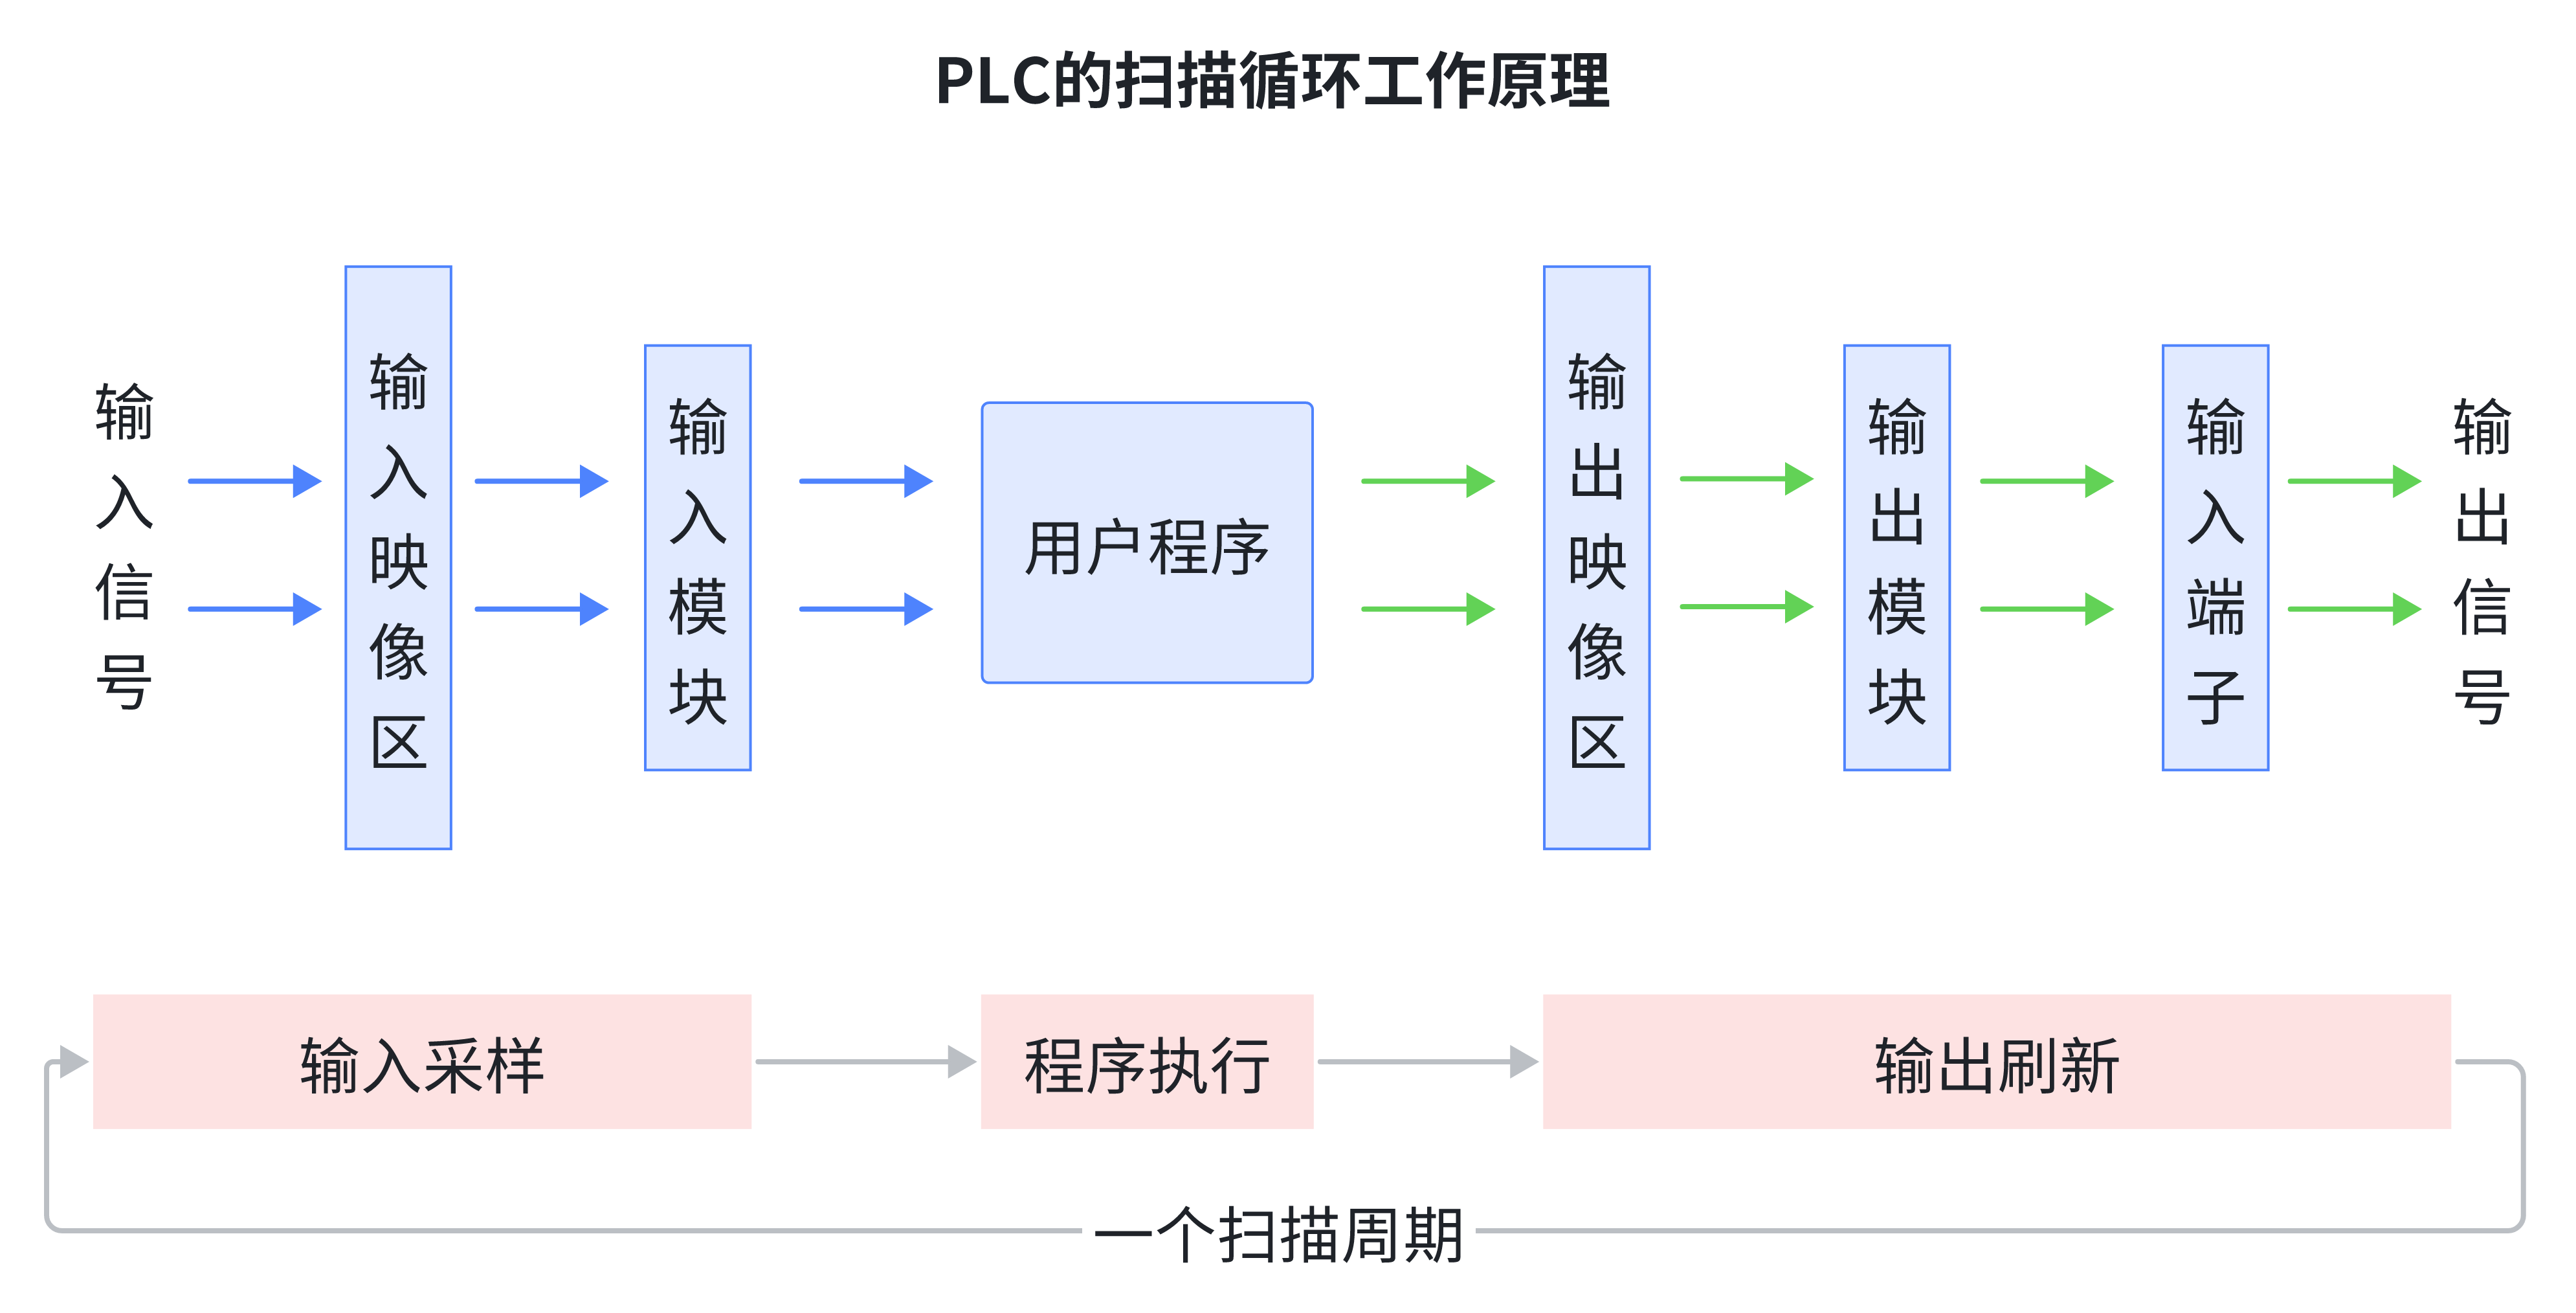 PLC的扫描循环工作原理
输入信号
输入映像区
输入模块
用户程序
输出映像区
输出模块
输入端子
输出信号
输入采样
程序执行
输出刷新
一个扫描周期